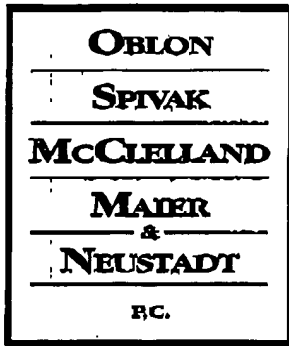 OBLON
SPIVAK
MCCLELLAND
MAIER
&
NEUSTADT
P.C.